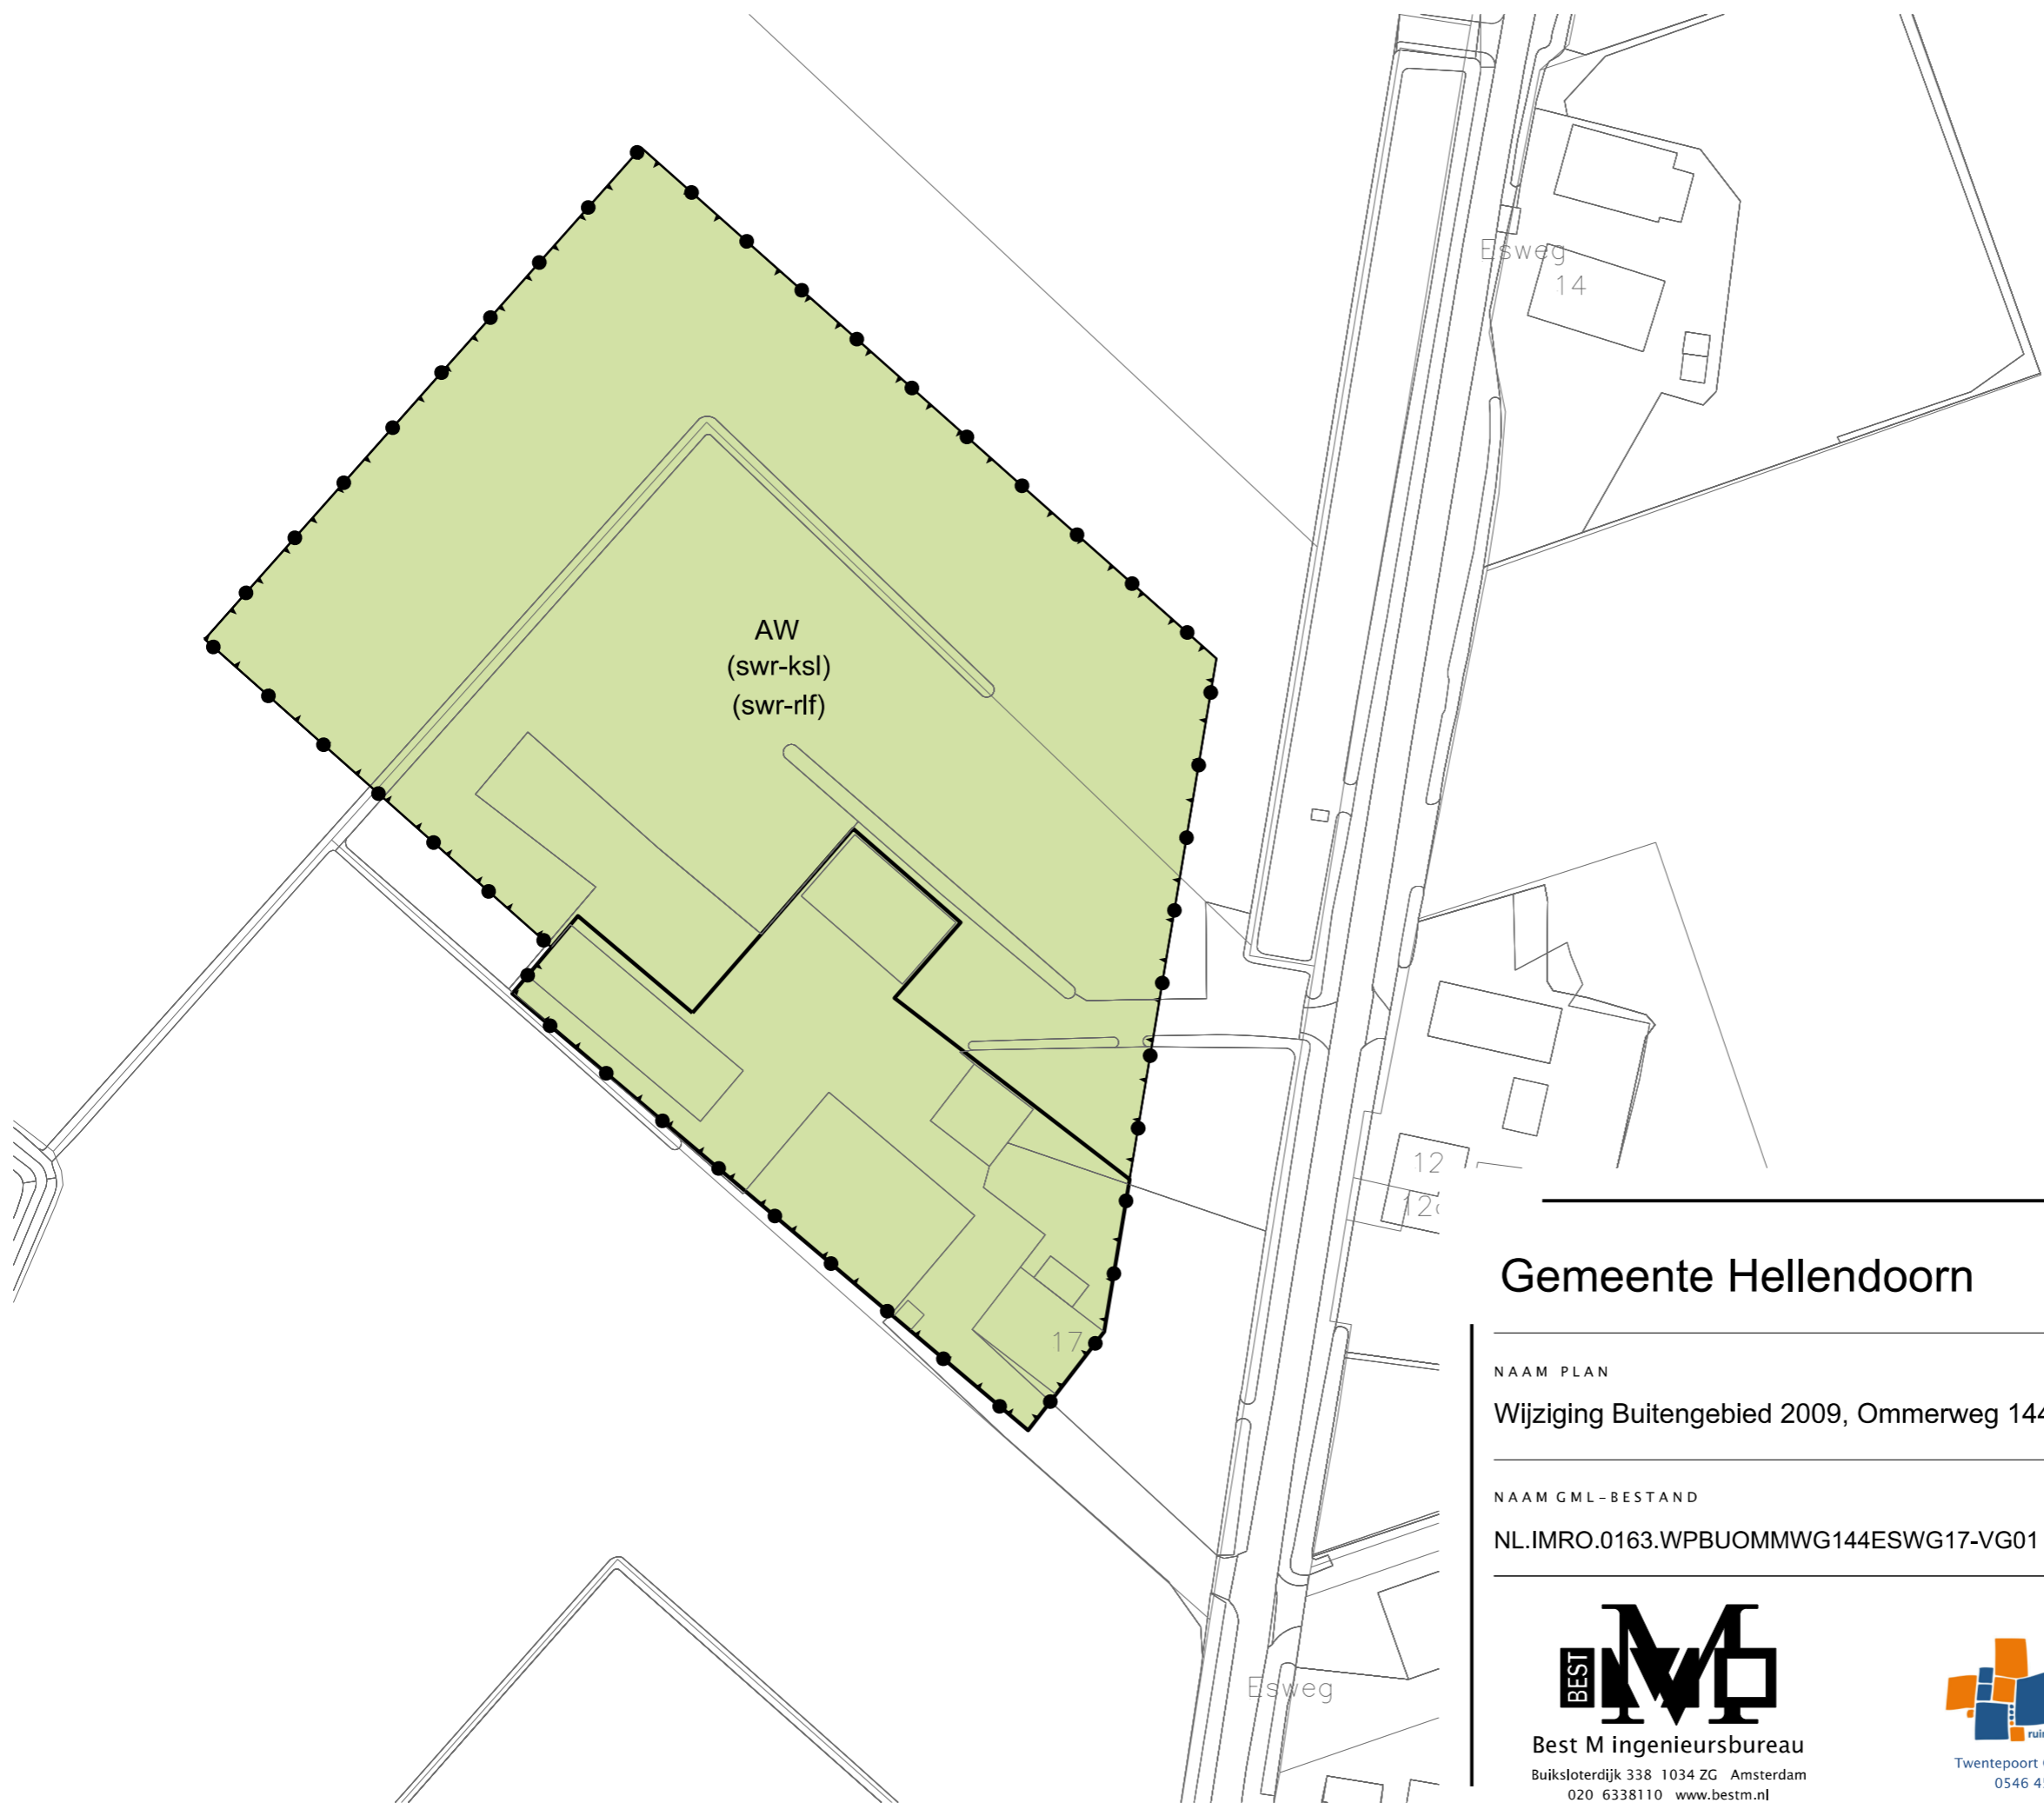 Esweg
14
AW
(swr-ksl)
(swr-rlf)
12
17
Gemeente Hellendoorn
NAAM PLAN
Wijziging Buitengebied 2009, Ommerweg 144
NAAM GML-BESTAND
NL.IMRO.0163.WPBUOMMWG144ESWG17-VG01
Esweg
BEST
Best M ingenieursbureau
Buiksloterdijk 338 1034 ZG Amsterdam
020 6338110 www.bestm.nl
Twentepoort
0546